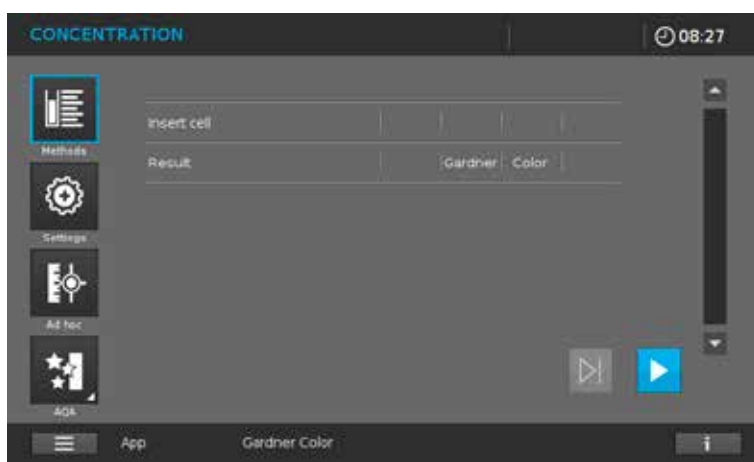 CONCENTRATION 08:27
Methods
Insert cell
Result Gardner Color
Settings
Ad hoc
AQA
App Gardner Color i